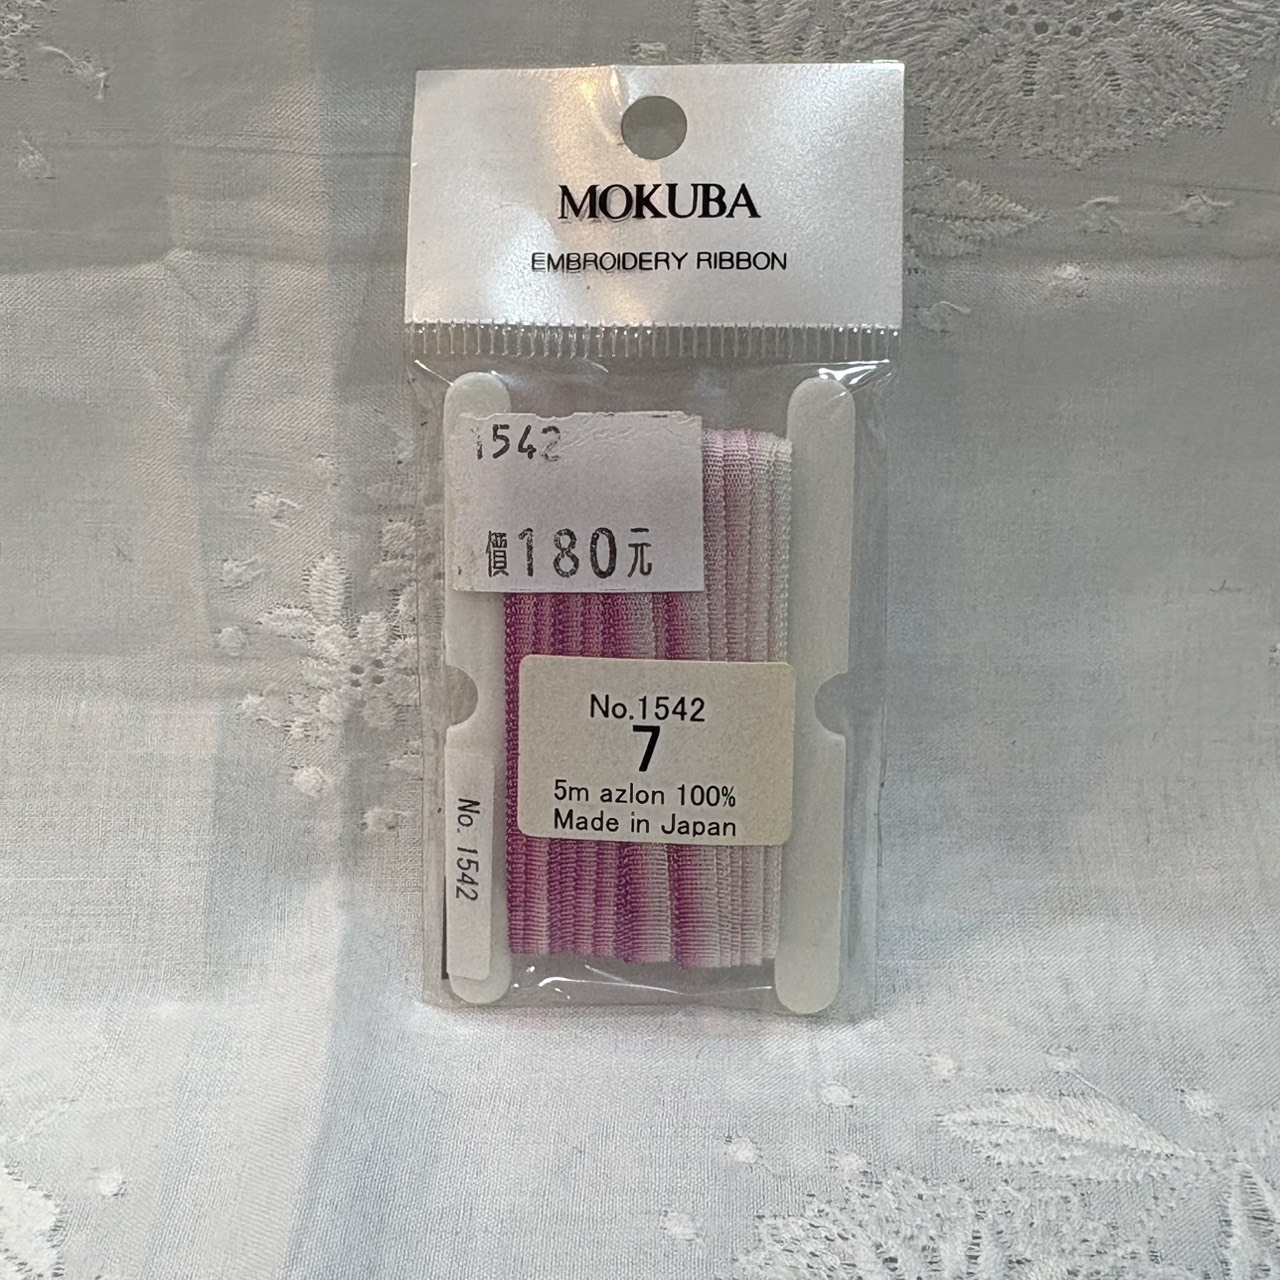 MOKUBA
EMBROIDERY RIBBON
1542
價180元
No.1542
7
5m azlon 100%
Made in Japan
No. 1542